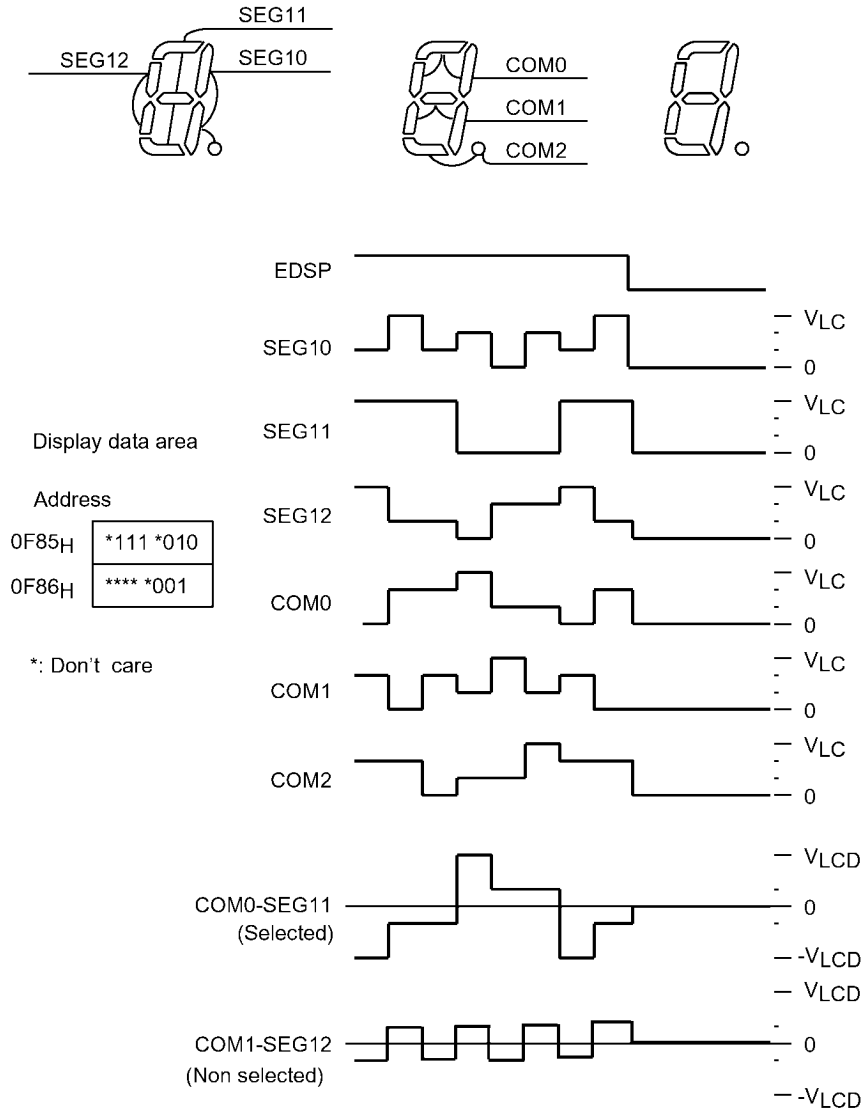 SEG11
SEG12
SEG10
COM0
COM1
COM2
EDSP
SEG10
VLC
0
SEG11
VLC
0
Display data area
SEG12
VLC
0
Address
0F85H
*111 *010
0F86H
**** *001
COM0
VLC
0
*: Don't care
COM1
VLC
0
COM2
VLC
0
COM0-SEG11
(Selected)
VLCD
0
-VLCD
COM1-SEG12
(Non selected)
VLCD
0
-VLCD